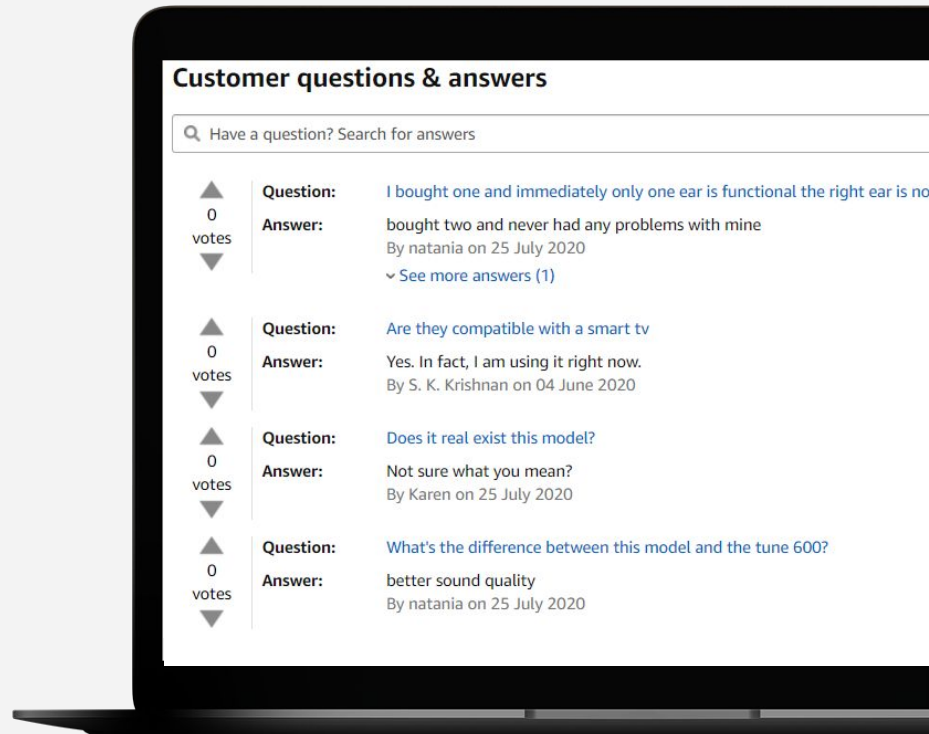 Customer questions & answers
Have a question? Search for answers
0
votes
Question: I bought one and immediately only one ear is functional the right ear is
Answer: bought two and never had any problems with mine
By natania on 25 July 2020
See more answers (1)
0
votes
Question: Are they compatible with a smart tv
Answer: Yes. In fact, I am using it right now.
By S. K. Krishnan on 04 June 2020
0
votes
Question: Does it real exist this model?
Answer: Not sure what you mean?
By Karen on 25 July 2020
0
votes
Question: What's the difference between this model and the tune 600?
Answer: better sound quality
By natania on 25 July 2020